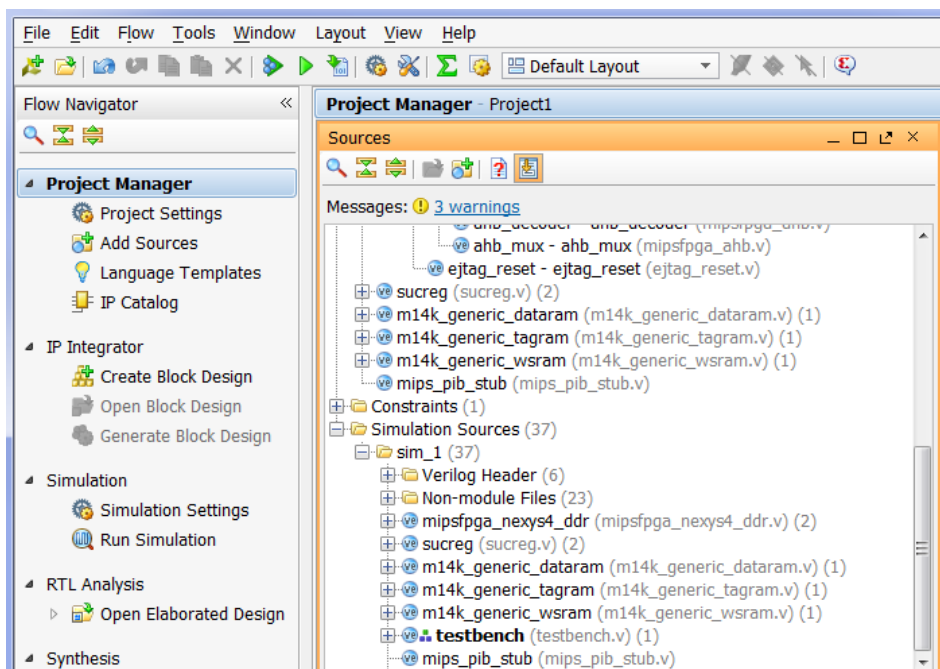 File Edit Flow Tools Window Layout View Help
Default Layout
Flow Navigator
Project Manager
Project Settings
Add Sources
Language Templates
IP Catalog
IP Integrator
Create Block Design
Open Block Design
Generate Block Design
Simulation
Simulation Settings
Run Simulation
RTL Analysis
Open Elaborated Design
Synthesis
Project Manager - Project1
Sources
Messages: 3 warnings
ahb_decoder - ahb_decoder (mipsfpga_ahb.v)
ahb_mux - ahb_mux (mipsfpga_ahb.v)
ejtag_reset - ejtag_reset (ejtag_reset.v)
sucreg (sucreg.v) (2)
m14k_generic_dataram (m14k_generic_dataram.v) (1)
m14k_generic_tagram (m14k_generic_tagram.v) (1)
m14k_generic_wsram (m14k_generic_wsram.v) (1)
mips_pib_stub (mips_pib_stub.v)
Constraints (1)
Simulation Sources (37)
sim_1 (37)
Verilog Header (6)
Non-module Files (23)
mipsfpga_nexys4_ddr (mipsfpga_nexys4_ddr.v) (2)
sucreg (sucreg.v) (2)
m14k_generic_dataram (m14k_generic_dataram.v) (1)
m14k_generic_tagram (m14k_generic_tagram.v) (1)
m14k_generic_wsram (m14k_generic_wsram.v) (1)
testbench (testbench.v) (1)
mips_pib_stub (mips_pib_stub.v)